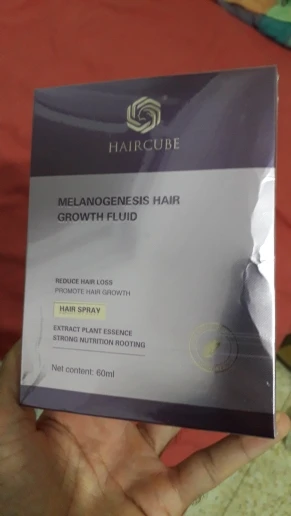 HAIRCUBE
MELANOGENESIS HAIR
GROWTH FLUID
REDUCE HAIR LOSS
PROMOTE HAIR GROWTH
HAIR SPRAY
EXTRACT PLANT ESSENCE
STRONG NUTRITION ROOTING
Net content: 60ml